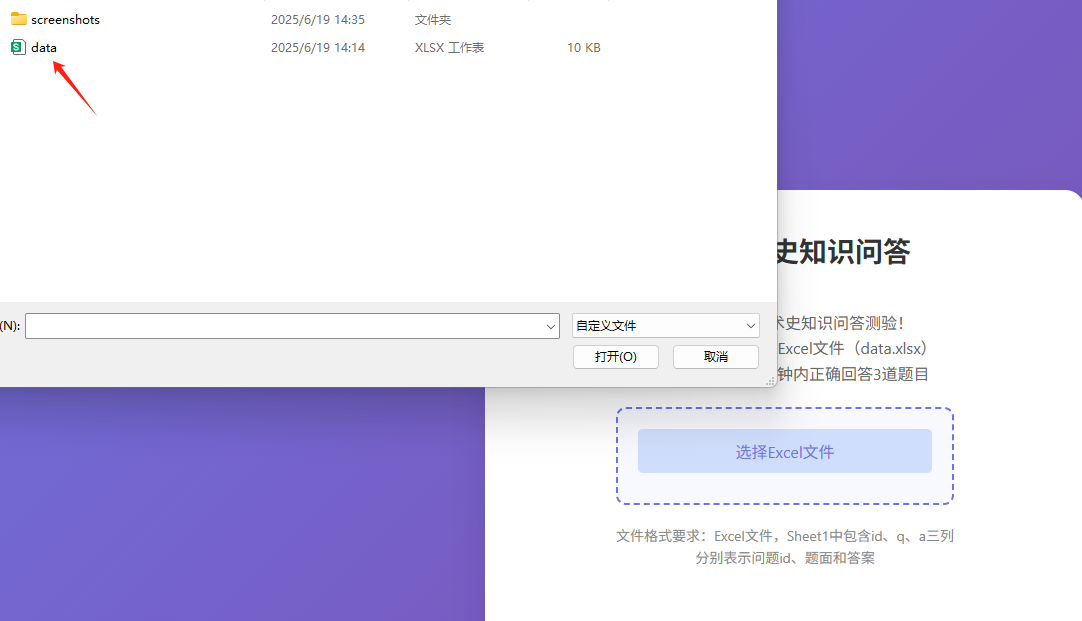 screenshots 2025/6/19 14:35 文件夹
data 2025/6/19 14:14 XLSX 工作表 10 KB
(N):
自定义文件
打开(O) 取消
史知识问答
术史知识问答测验！
Excel文件（data.xlsx）
钟内正确回答3道题目
选择Excel文件
文件格式要求：Excel文件，Sheet1中包含id、q、a三列
分别表示问题id、题面和答案